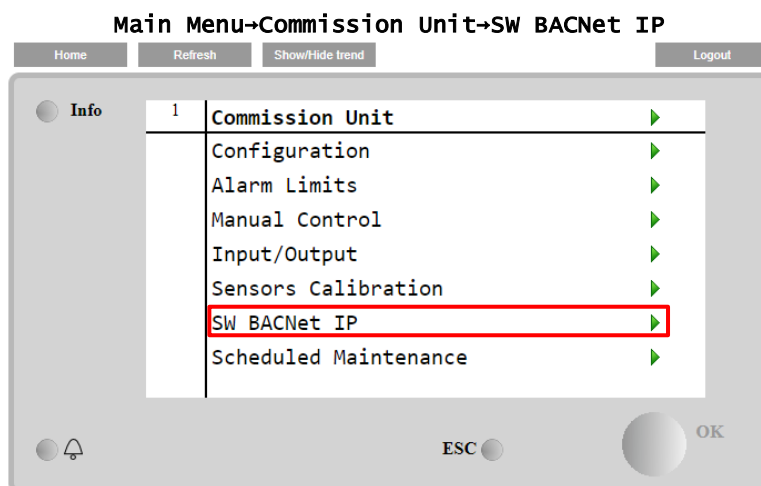 Main Menu→Commission Unit→SW BACNet IP
Home Refresh Show/Hide trend Logout
Info
1 Commission Unit
Configuration
Alarm Limits
Manual Control
Input/Output
Sensors Calibration
SW BACNet IP
Scheduled Maintenance
ESC
OK